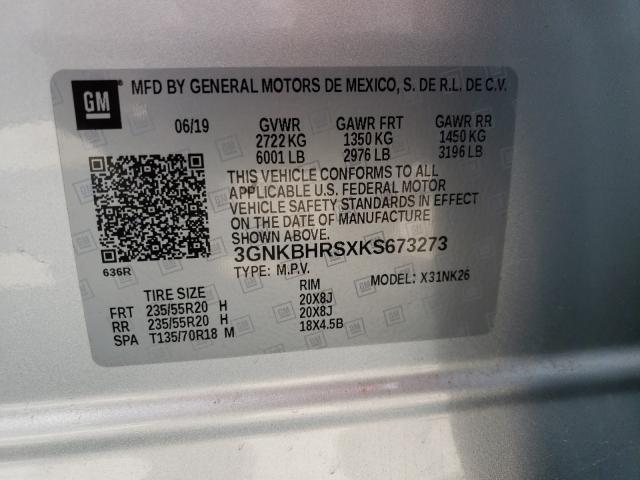 GM
MFD BY GENERAL MOTORS DE MEXICO, S. DE R.L. DE C.V.
06/19 GVWR GAWR FRT GAWR RR
2722 KG 1350 KG 1450 KG
6001 LB 2976 LB 3196 LB
THIS VEHICLE CONFORMS TO ALL
APPLICABLE U.S. FEDERAL MOTOR
VEHICLE SAFETY STANDARDS IN EFFECT
ON THE DATE OF MANUFACTURE
3GNKBHRSXKS673273
636R TYPE: M.P.V. MODEL: X31NK26
TIRE SIZE RIM
FRT 235/55R20 H 20X8J
RR 235/55R20 H 20X8J
SPA T135/70R18 M 18X4.5B